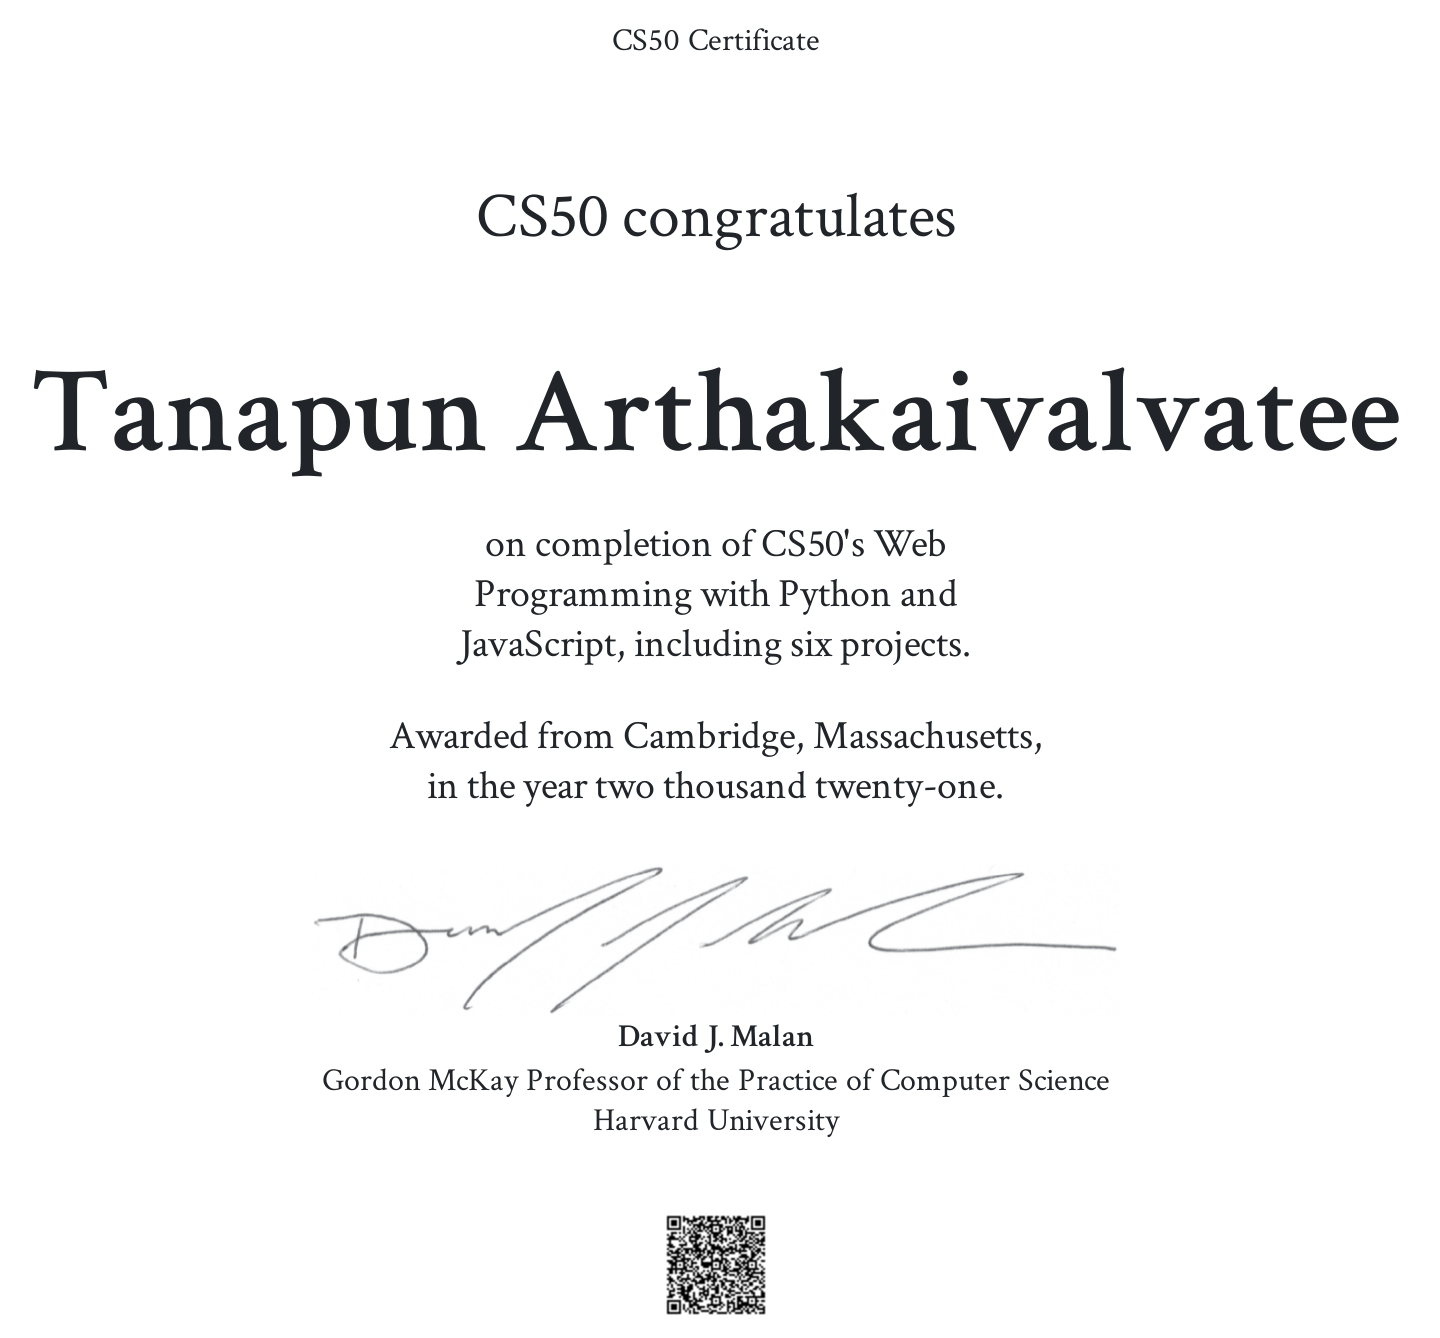 CS50 Certificate
CS50 congratulates
Tanapun Arthakaivalvatee
on completion of CS50's Web
Programming with Python and
JavaScript, including six projects.
Awarded from Cambridge, Massachusetts,
in the year two thousand twenty-one.
David J. Malan
Gordon McKay Professor of the Practice of Computer Science
Harvard University